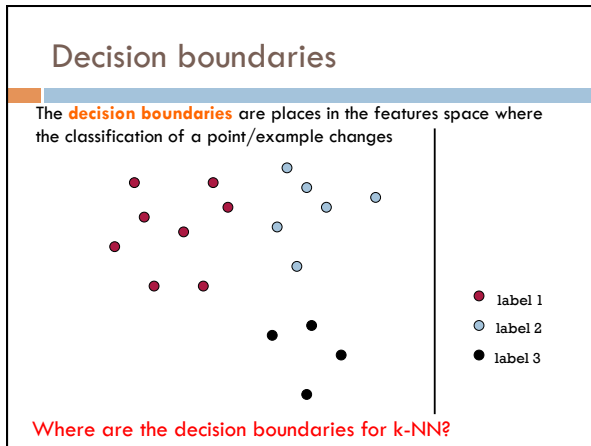 Decision boundaries
The decision boundaries are places in the features space where
the classification of a point/example changes
label 1
label 2
label 3
Where are the decision boundaries for k-NN?